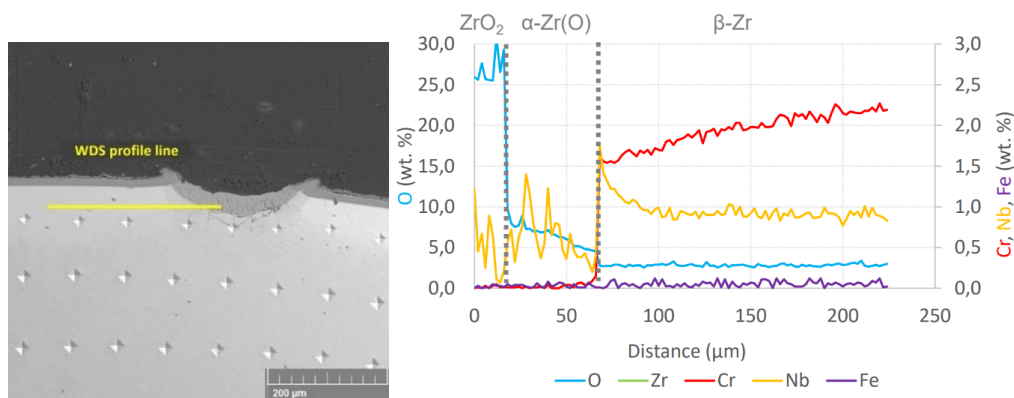 WDS profile line
200 µm
ZrO₂ α-Zr(O) β-Zr
30,0 3,0
25,0 2,5
20,0 2,0
15,0 1,5
10,0 1,0
5,0 0,5
0,0 0,0
0 50 100 150 200 250
O (wt. %)
Cr, Nb, Fe (wt. %)
Distance (µm)
O Zr Cr Nb Fe